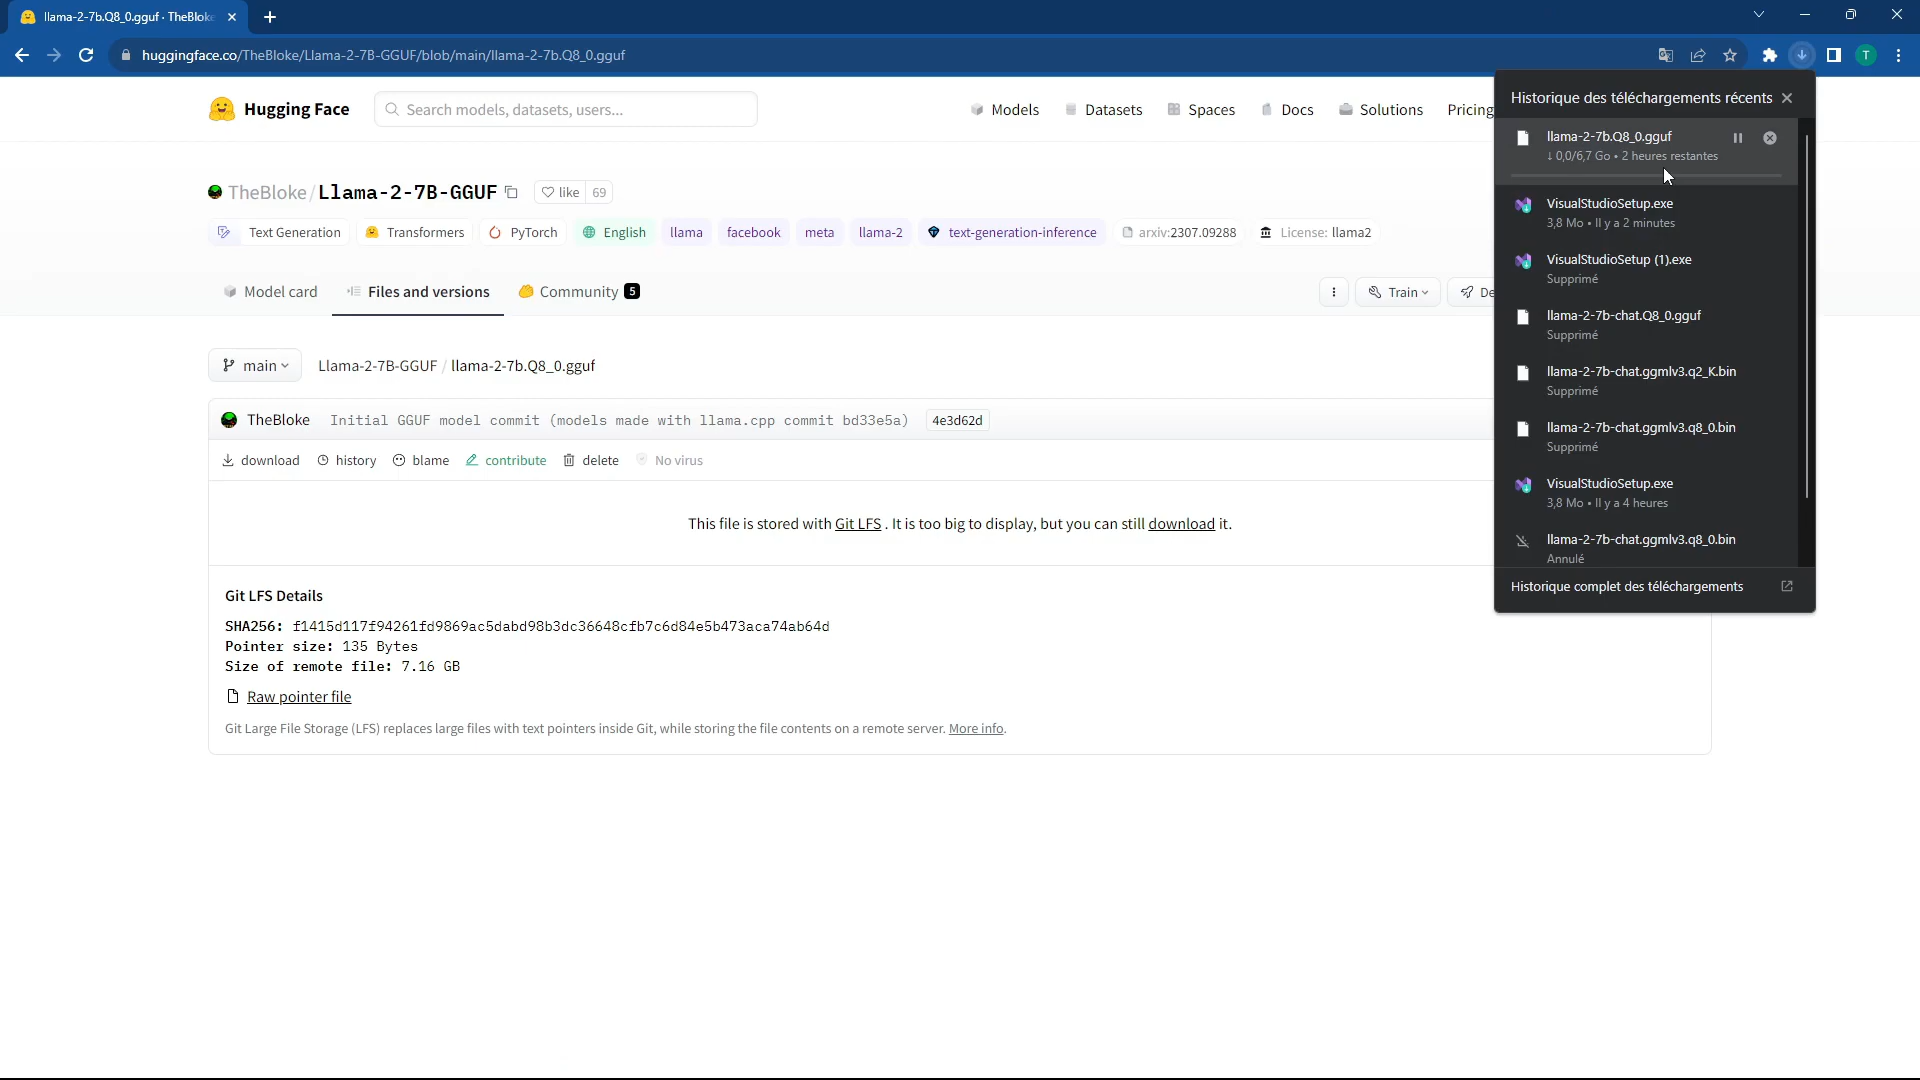 llama-2-7b.Q8_0.gguf · TheBloke
huggingface.co/TheBloke/Llama-2-7B-GGUF/blob/main/llama-2-7b.Q8_0.gguf
T
Hugging Face
Search models, datasets, users...
Models
Datasets
Spaces
Docs
Solutions
Pricing
TheBloke/Llama-2-7B-GGUF
like 69
Text Generation
Transformers
PyTorch
English
llama
facebook
meta
llama-2
text-generation-inference
arxiv:2307.09288
License: llama2
Model card
Files and versions
Community 5
Train
De
main
Llama-2-7B-GGUF / llama-2-7b.Q8_0.gguf
TheBloke Initial GGUF model commit (models made with llama.cpp commit bd33e5a) 4e3d62d
download
history
blame
contribute
delete
No virus
This file is stored with Git LFS . It is too big to display, but you can still download it.
Git LFS Details
SHA256: f1415d117f94261fd9869ac5dabd98b3dc36648cfb7c6d84e5b473aca74ab64d
Pointer size: 135 Bytes
Size of remote file: 7.16 GB
Raw pointer file
Git Large File Storage (LFS) replaces large files with text pointers inside Git, while storing the file contents on a remote server. More info.
Historique des téléchargements récents
llama-2-7b.Q8_0.gguf
↓ 0,0/6,7 Go • 2 heures restantes
VisualStudioSetup.exe
3,8 Mo • Il y a 2 minutes
VisualStudioSetup (1).exe
Supprimé
llama-2-7b-chat.Q8_0.gguf
Supprimé
llama-2-7b-chat.ggmlv3.q2_K.bin
Supprimé
llama-2-7b-chat.ggmlv3.q8_0.bin
Supprimé
VisualStudioSetup.exe
3,8 Mo • Il y a 4 heures
llama-2-7b-chat.ggmlv3.q8_0.bin
Annulé
Historique complet des téléchargements